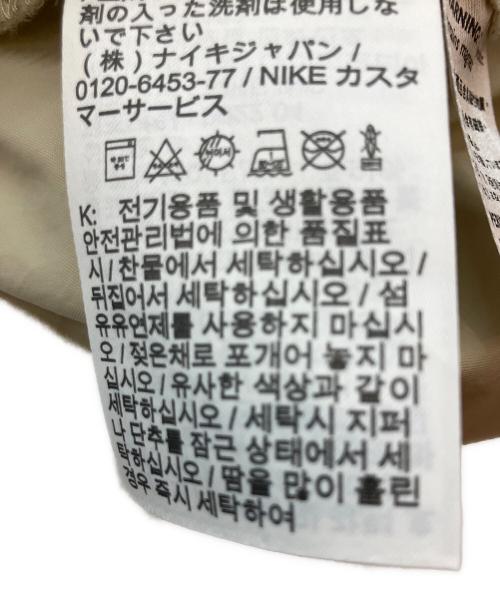 剤の入った洗剤は使用しな
いで下さい
(株)ナイキジャパン/
0120-6453-77 / NIKE カスタ
マーサービス
K: 전기용품 및 생활용품
안전관리법에 의한 품질표
시/찬물에서 세탁하십시오/
뒤집어서 세탁하십시오/섬
유유연제를 사용하지 마십시
오/젖은채로 포개어 놓지 마
십시오/유사한 색상과 같이
세탁하십시오/세탁시 지퍼
나 단추를 잠근 상태에서 세
탁하십시오/땀을 많이 흘린
경우 즉시 세탁하여
WARNING